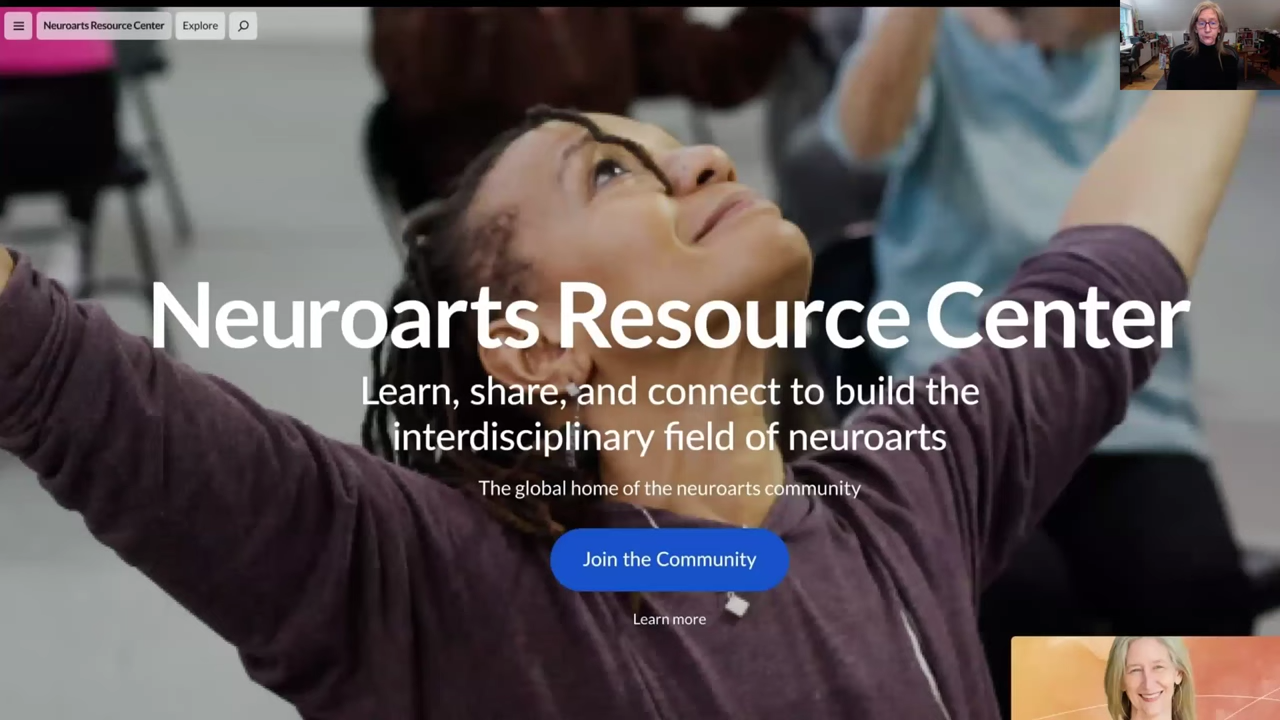 Neuroarts Resource Center
Explore
Neuroarts Resource Center
Learn, share, and connect to build the
interdisciplinary field of neuroarts
The global home of the neuroarts community
Join the Community
Learn more